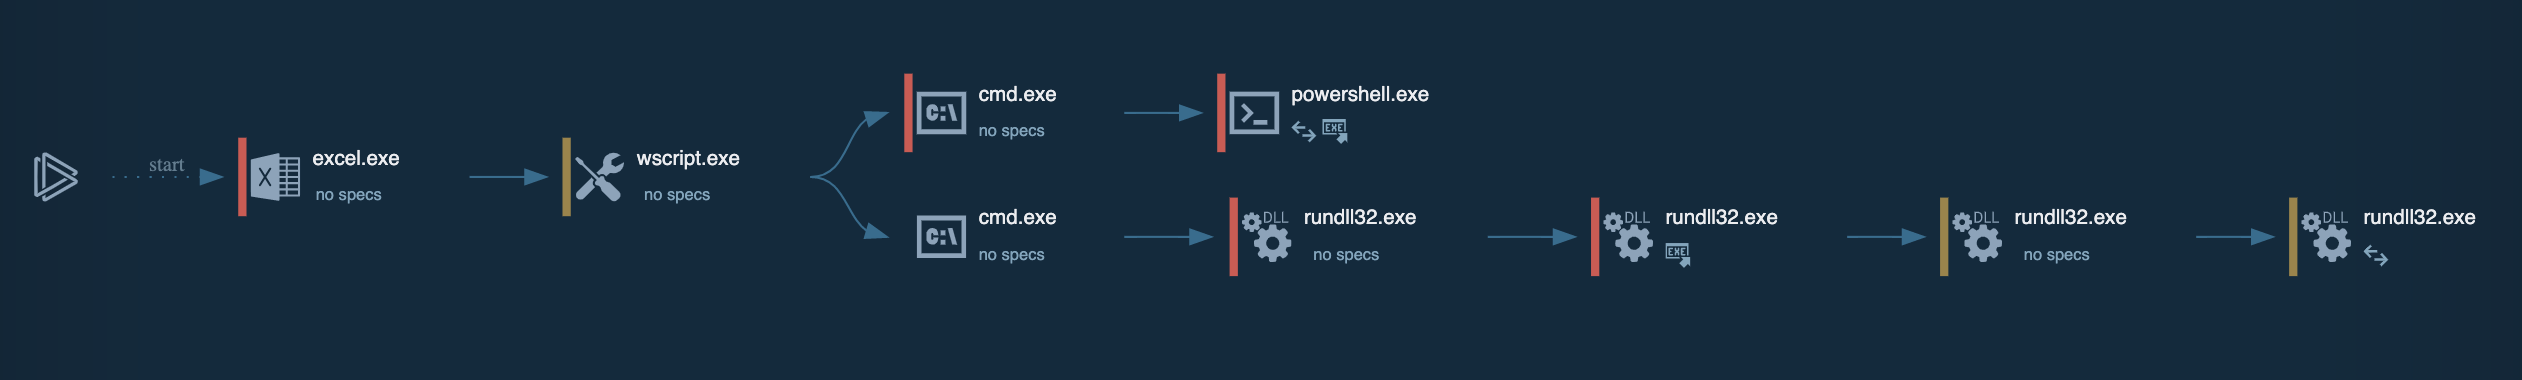 start
excel.exe
no specs
wscript.exe
no specs
C:\
cmd.exe
no specs
powershell.exe
EXE
C:\
cmd.exe
no specs
DLL
rundll32.exe
no specs
DLL
rundll32.exe
EXE
DLL
rundll32.exe
no specs
DLL
rundll32.exe